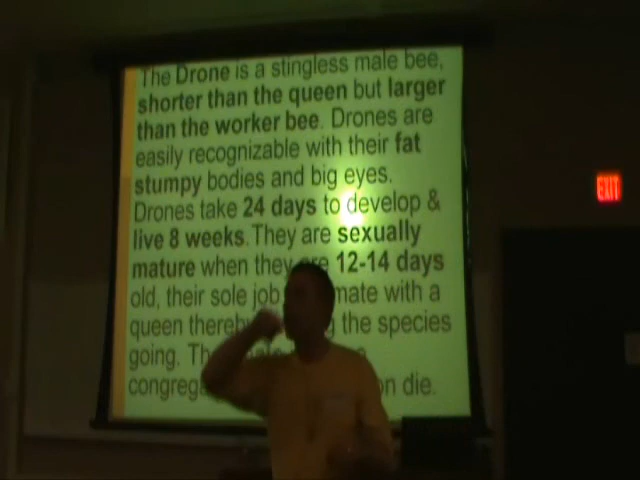 The Drone is a stingless male bee,
shorter than the queen but larger
than the worker bee. Drones are
easily recognizable with their fat
stumpy bodies and big eyes.
Drones take 24 days to develop &
live 8 weeks. They are sexually
mature when they are 12-14 days
old, their sole job mate with a
queen the species
going.
die.
EXIT